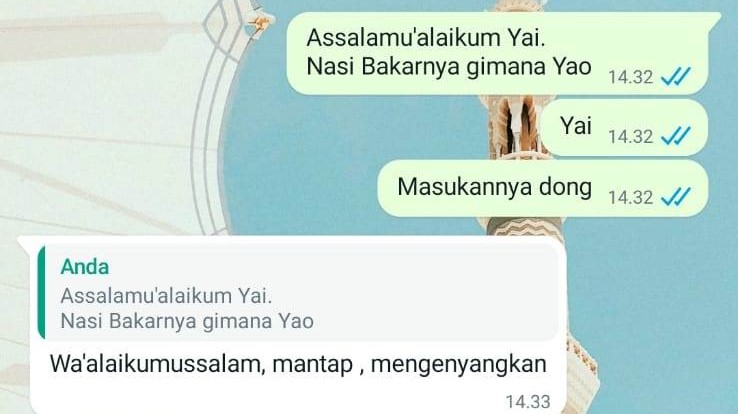 Assalamu'alaikum Yai.
Nasi Bakarnya gimana Yao 14.32
Yai 14.32
Masukannya dong 14.32
Anda
Assalamu'alaikum Yai.
Nasi Bakarnya gimana Yao
Wa'alaikumussalam, mantap , mengenyangkan
14.33